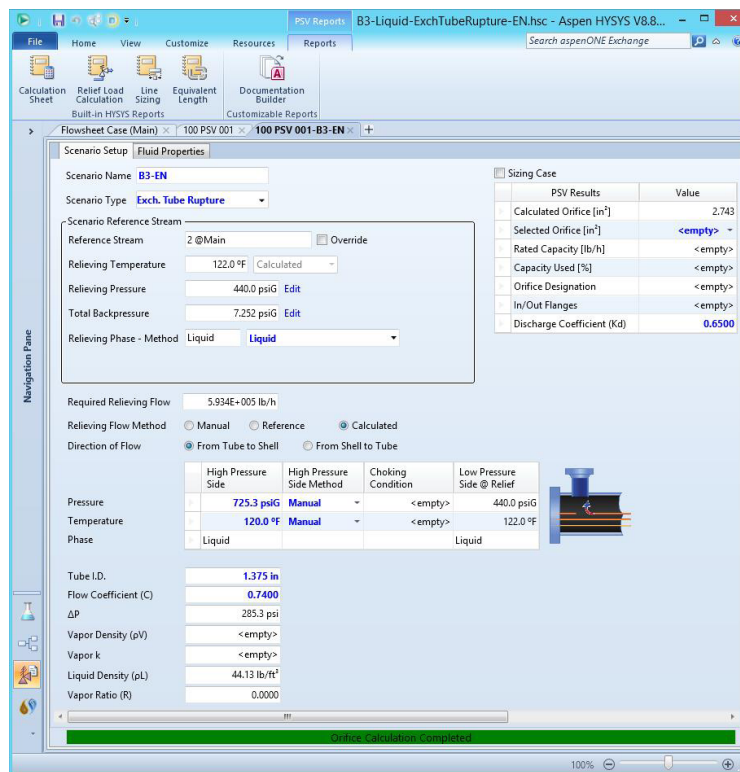 PSV Reports
B3-Liquid-ExchTubeRupture-EN.hsc - Aspen HYSYS V8.8...
File Home View Customize Resources Reports
Search aspenONE Exchange
Calculation Sheet
Relief Load Calculation
Line Sizing
Equivalent Length
Documentation Builder
Built-in HYSYS Reports
Customizable Reports
Flowsheet Case (Main) 100 PSV 001 100 PSV 001-B3-EN +
Navigation Pane
Scenario Setup Fluid Properties
Scenario Name B3-EN
Scenario Type Exch. Tube Rupture
Scenario Reference Stream
Reference Stream 2 @Main Override
Relieving Temperature 122.0 ºF Calculated
Relieving Pressure 440.0 psiG Edit
Total Backpressure 7.252 psiG Edit
Relieving Phase - Method Liquid Liquid
Sizing Case
PSV Results Value
Calculated Orifice [in²] 2.743
Selected Orifice [in²] <empty>
Rated Capacity [lb/h] <empty>
Capacity Used [%] <empty>
Orifice Designation <empty>
In/Out Flanges <empty>
Discharge Coefficient (Kd) 0.6500
Required Relieving Flow 5.934E+005 lb/h
Relieving Flow Method Manual Reference Calculated
Direction of Flow From Tube to Shell From Shell to Tube
High Pressure Side
High Pressure Side Method
Choking Condition
Low Pressure Side @ Relief
Pressure 725.3 psiG Manual <empty> 440.0 psiG
Temperature 120.0 ºF Manual <empty> 122.0 ºF
Phase Liquid Liquid
Tube I.D. 1.375 in
Flow Coefficient (C) 0.7400
ΔP 285.3 psi
Vapor Density (ρV) <empty>
Vapor k <empty>
Liquid Density (ρL) 44.13 lb/ft³
Vapor Ratio (R) 0.0000
Orifice Calculation Completed
100%